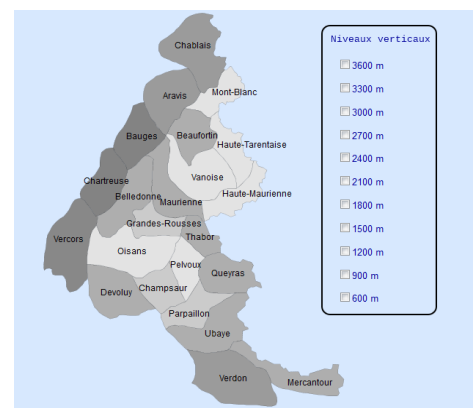 Chablais
Mont-Blanc
Aravis
Beaufortin
Bauges
Haute-Tarentaise
Vanoise
Chartreuse
Haute-Maurienne
Belledonne
Maurienne
Grandes-Rousses
Vercors
Thabor
Oisans
Pelvoux
Queyras
Devoluy
Champsaur
Parpaillon
Ubaye
Verdon
Mercantour
Niveaux verticaux
3600 m
3300 m
3000 m
2700 m
2400 m
2100 m
1800 m
1500 m
1200 m
900 m
600 m